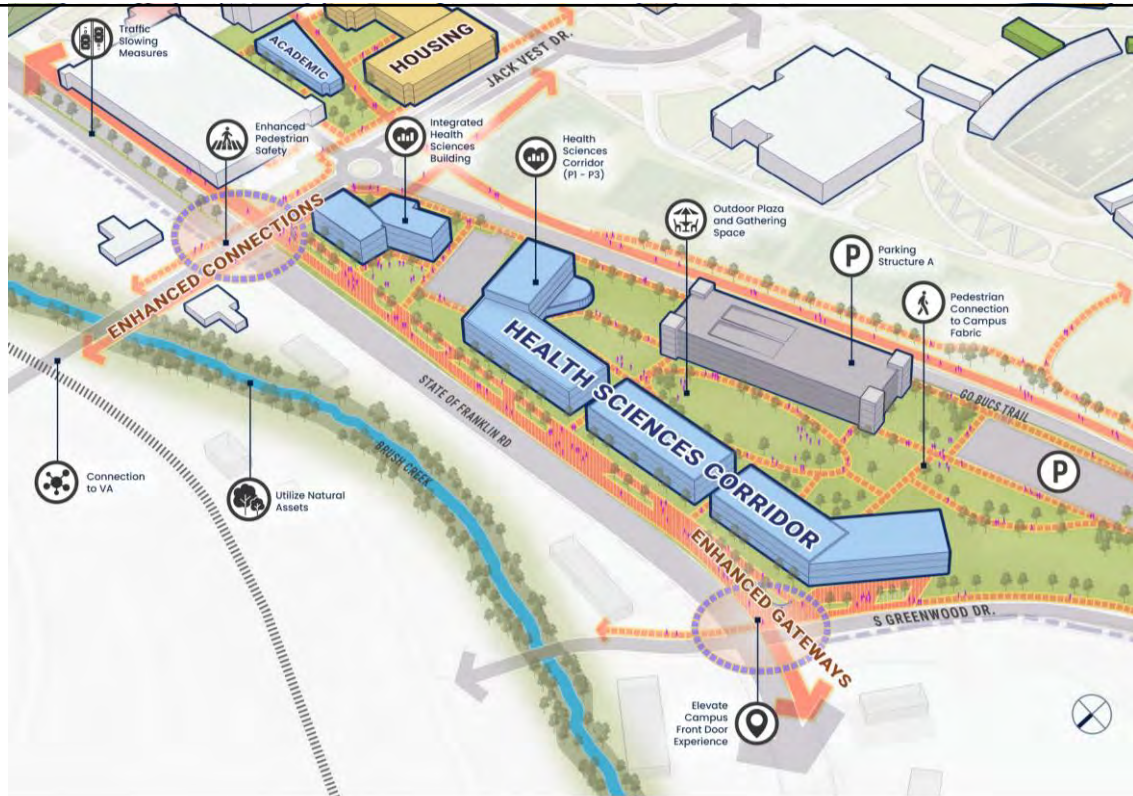 Traffic
Slowing
Measures
ACADEMIC
HOUSING
JACK VEST DR.
Enhanced
Pedestrian
Safety
Integrated
Health
Sciences
Building
Health
Sciences
Corridor
(P1 - P3)
Outdoor Plaza
and Gathering
Space
P
Parking
Structure A
Pedestrian
Connection
to Campus
Fabric
ENHANCED CONNECTIONS
HEALTH SCIENCES CORRIDOR
STATE OF FRANKLIN RD
GO BUCS TRAIL
P
BRUSH CREEK
Connection
to VA
Utilize Natural
Assets
ENHANCED GATEWAYS
S GREENWOOD DR.
Elevate
Campus
Front Door
Experience